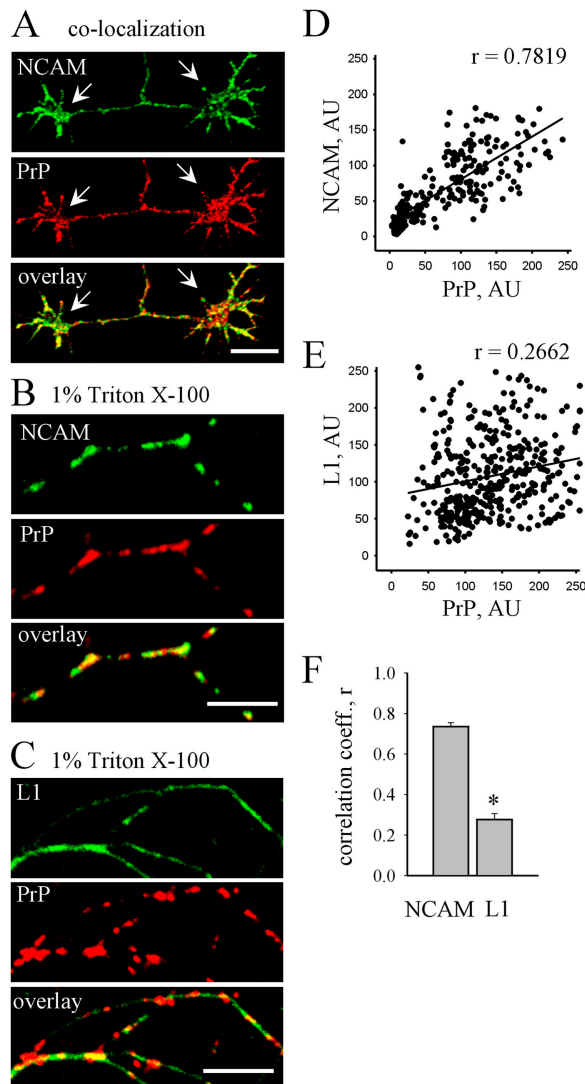 A co-localization
NCAM
PrP
overlay
B 1% Triton X-100
NCAM
PrP
overlay
C 1% Triton X-100
L1
PrP
overlay
D
r = 0.7819
NCAM, AU
250
200
150
100
50
0
0 50 100 150 200 250
PrP, AU
E
r = 0.2662
L1, AU
250
200
150
100
50
0
0 50 100 150 200 250
PrP, AU
F
correlation coeff., r
0.8
0.6
0.4
0.2
0.0
*
NCAM L1